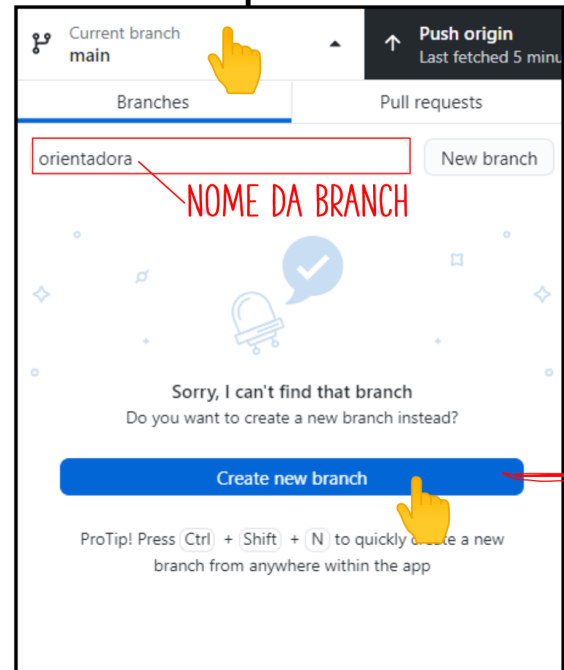 Current branch
main
Push origin
Last fetched 5 minu
Branches
Pull requests
orientadora
New branch
NOME DA BRANCH
Sorry, I can't find that branch
Do you want to create a new branch instead?
Create new branch
ProTip! Press Ctrl + Shift + N to quickly create a new
branch from anywhere within the app